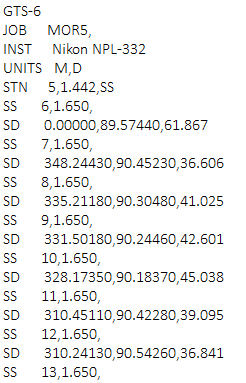 GTS-6
JOB MOR5,
INST Nikon NPL-332
UNITS M,D
STN 5,1.442,SS
SS 6,1.650,
SD 0.00000,89.57440,61.867
SS 7,1.650,
SD 348.24430,90.45230,36.606
SS 8,1.650,
SD 335.21180,90.30480,41.025
SS 9,1.650,
SD 331.50180,90.24460,42.601
SS 10,1.650,
SD 328.17350,90.18370,45.038
SS 11,1.650,
SD 310.45110,90.42280,39.095
SS 12,1.650,
SD 310.24130,90.54260,36.841
SS 13,1.650,